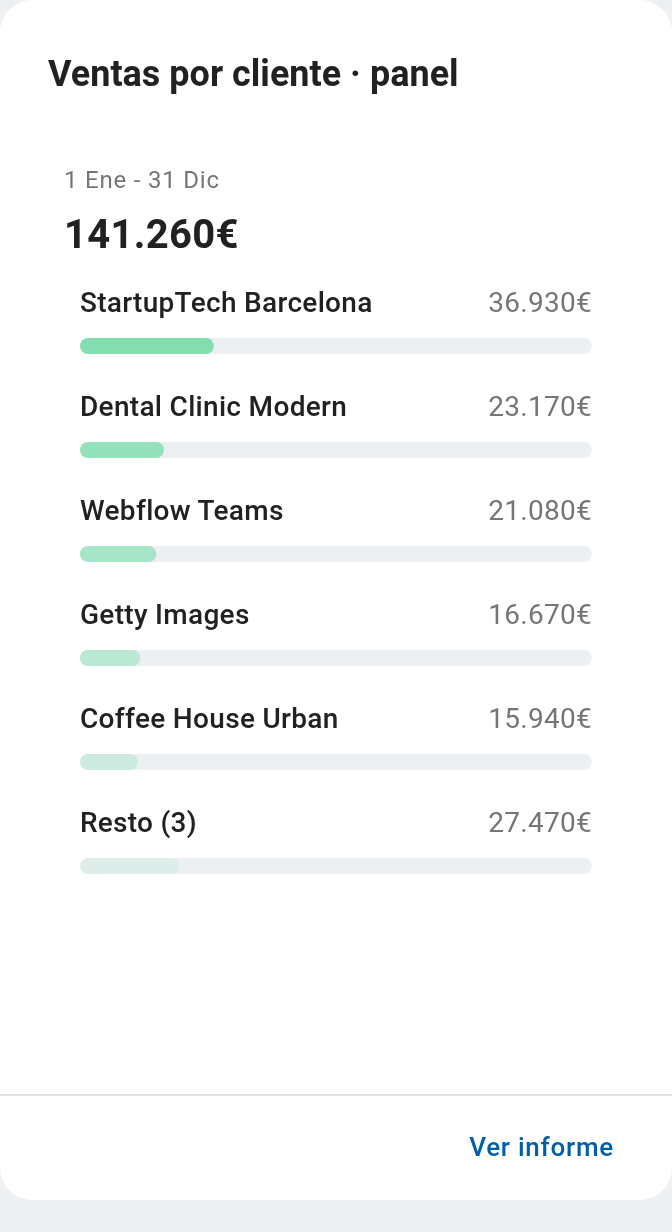 Ventas por cliente · panel
1 Ene - 31 Dic
141.260€
StartupTech Barcelona 36.930€
Dental Clinic Modern 23.170€
Webflow Teams 21.080€
Getty Images 16.670€
Coffee House Urban 15.940€
Resto (3) 27.470€
Ver informe